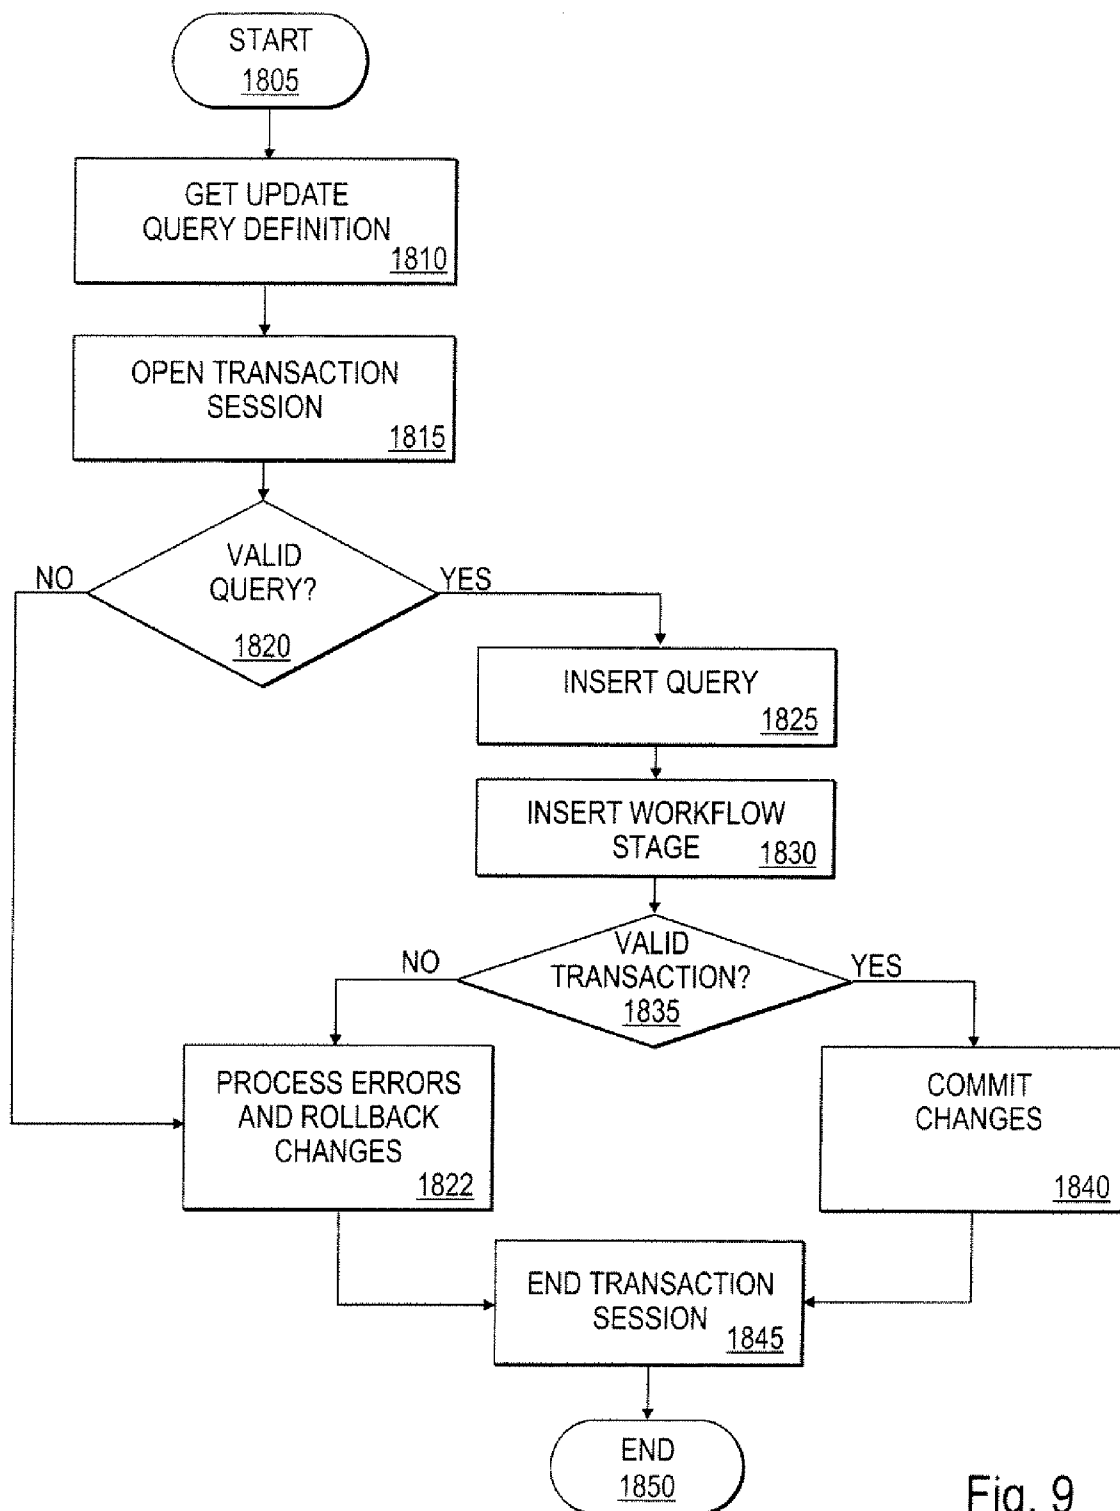 START
1805
GET UPDATE
QUERY DEFINITION
1810
OPEN TRANSACTION
SESSION
1815
VALID
QUERY?
1820
NO
YES
INSERT QUERY
1825
INSERT WORKFLOW
STAGE
1830
VALID
TRANSACTION?
1835
NO
YES
PROCESS ERRORS
AND ROLLBACK
CHANGES
1822
COMMIT
CHANGES
1840
END TRANSACTION
SESSION
1845
END
1850
Fig. 9